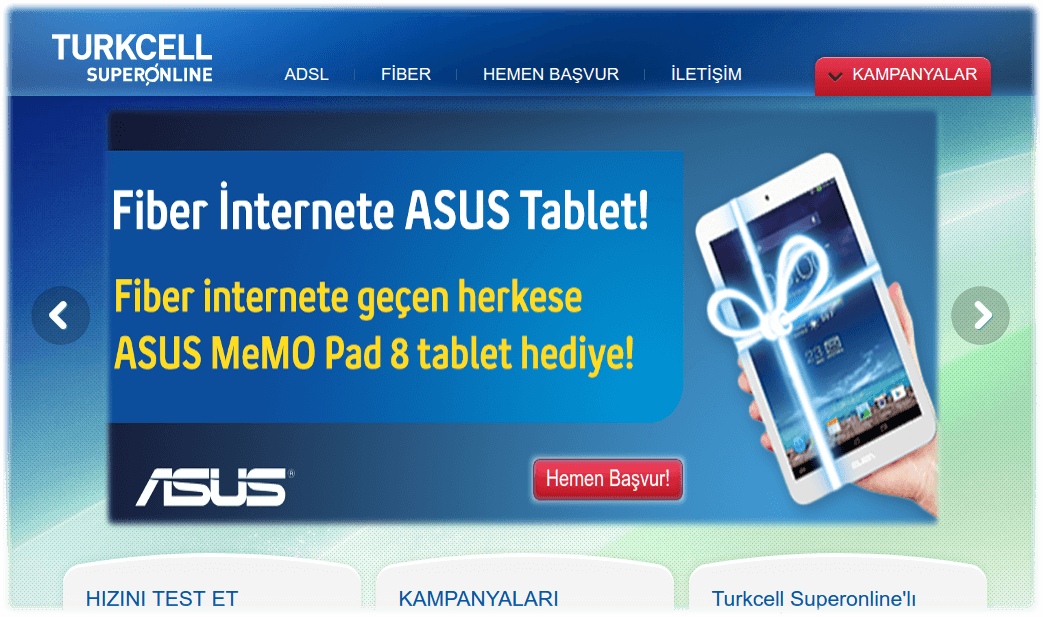 TURKCELL
SUPERONLINE
ADSL
FİBER
HEMEN BAŞVUR
İLETİŞİM
KAMPANYALAR
Fiber İnternete ASUS Tablet!
Fiber internete geçen herkese
ASUS MeMO Pad 8 tablet hediye!
ASUS®
Hemen Başvur!
HIZINI TEST ET
KAMPANYALARI
Turkcell Superonline'lı